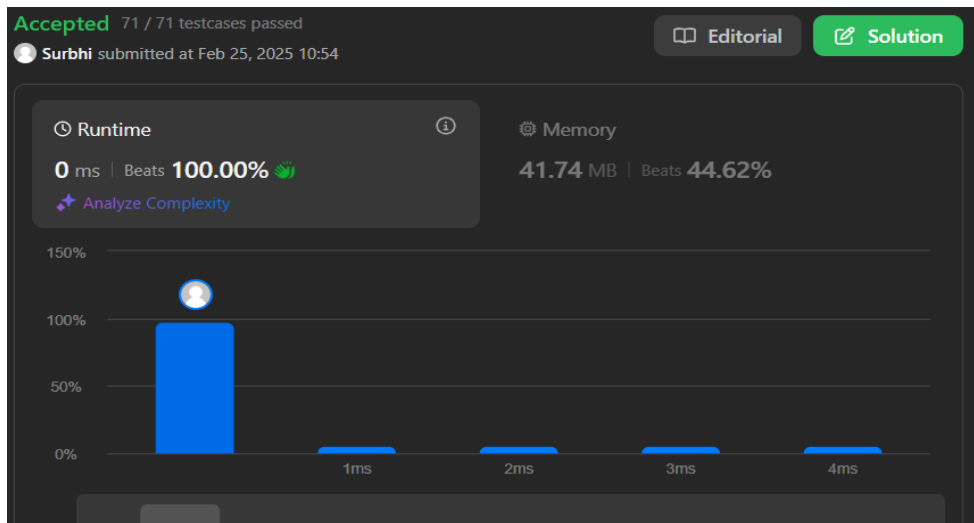 Accepted 71 / 71 testcases passed
Surbhi submitted at Feb 25, 2025 10:54
Editorial
Solution
Runtime
0 ms | Beats 100.00%
Analyze Complexity
Memory
41.74 MB | Beats 44.62%
150%
100%
50%
0%
1ms 2ms 3ms 4ms